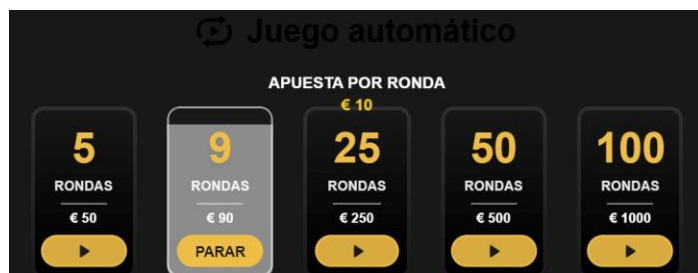 Juego automático
APUESTA POR RONDA
€ 10
5
RONDAS
€ 50
9
RONDAS
€ 90
PARAR
25
RONDAS
€ 250
50
RONDAS
€ 500
100
RONDAS
€ 1000